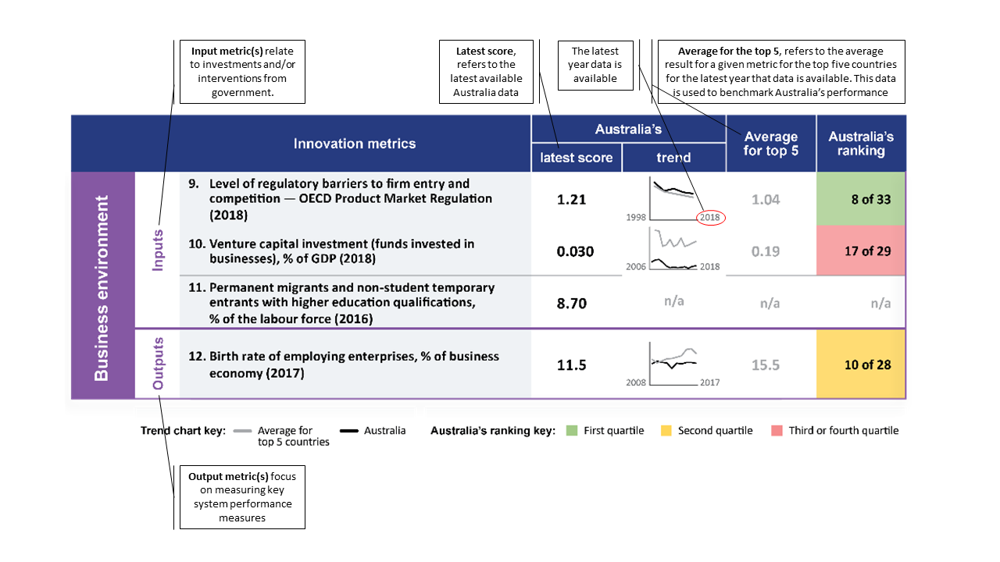 Input metric(s) relate
to investments and/or
interventions from
government.
Latest score,
refers to the
latest available
Australia data
The latest
year data is
available
Average for the top 5, refers to the average
result for a given metric for the top five countries
for the latest year that data is available. This data
is used to benchmark Australia's performance
Innovation metrics
Australia's
latest score
trend
Average
for top 5
Australia's
ranking
Business environment
Inputs
9. Level of regulatory barriers to firm entry and
competition — OECD Product Market Regulation
(2018)
1.21
1998
2018
1.04
8 of 33
10. Venture capital investment (funds invested in
businesses), % of GDP (2018)
0.030
2006
2018
0.19
17 of 29
11. Permanent migrants and non-student temporary
entrants with higher education qualifications,
% of the labour force (2016)
8.70
n/a
n/a
n/a
Outputs
12. Birth rate of employing enterprises, % of business
economy (2017)
11.5
2008
2017
15.5
10 of 28
Trend chart key:
Average for
top 5 countries
Australia
Australia's ranking key:
First quartile
Second quartile
Third or fourth quartile
Output metric(s) focus
on measuring key
system performance
measures